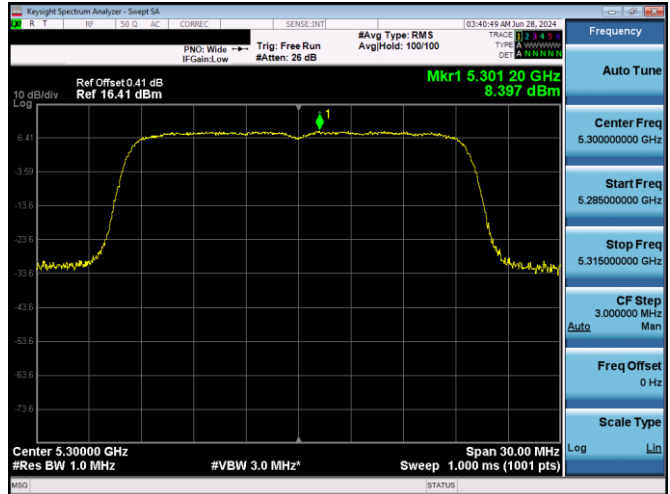 Keysight Spectrum Analyzer - Swept SA
LXI R T RF 50 Ω AC CORREC SENSE:INT 03:40:49 AM Jun 28, 2024
#Avg Type: RMS
Avg|Hold: 100/100
PNO: Wide
IFGain:Low
Trig: Free Run
#Atten: 26 dB
TRACE 1 2 3 4 5 6
TYPE A WWWWW
DET A N N N N N
Ref Offset 0.41 dB
Ref 16.41 dBm
10 dB/div
Log
Mkr1 5.301 20 GHz
8.397 dBm
1
6.41
-3.59
-13.6
-23.6
-33.6
-43.6
-53.6
-63.6
-73.6
Center 5.30000 GHz
#Res BW 1.0 MHz
#VBW 3.0 MHz*
Span 30.00 MHz
Sweep 1.000 ms (1001 pts)
MSG
STATUS
Frequency
Auto Tune
Center Freq
5.300000000 GHz
Start Freq
5.285000000 GHz
Stop Freq
5.315000000 GHz
CF Step
3.000000 MHz
Auto Man
Freq Offset
0 Hz
Scale Type
Log Lin